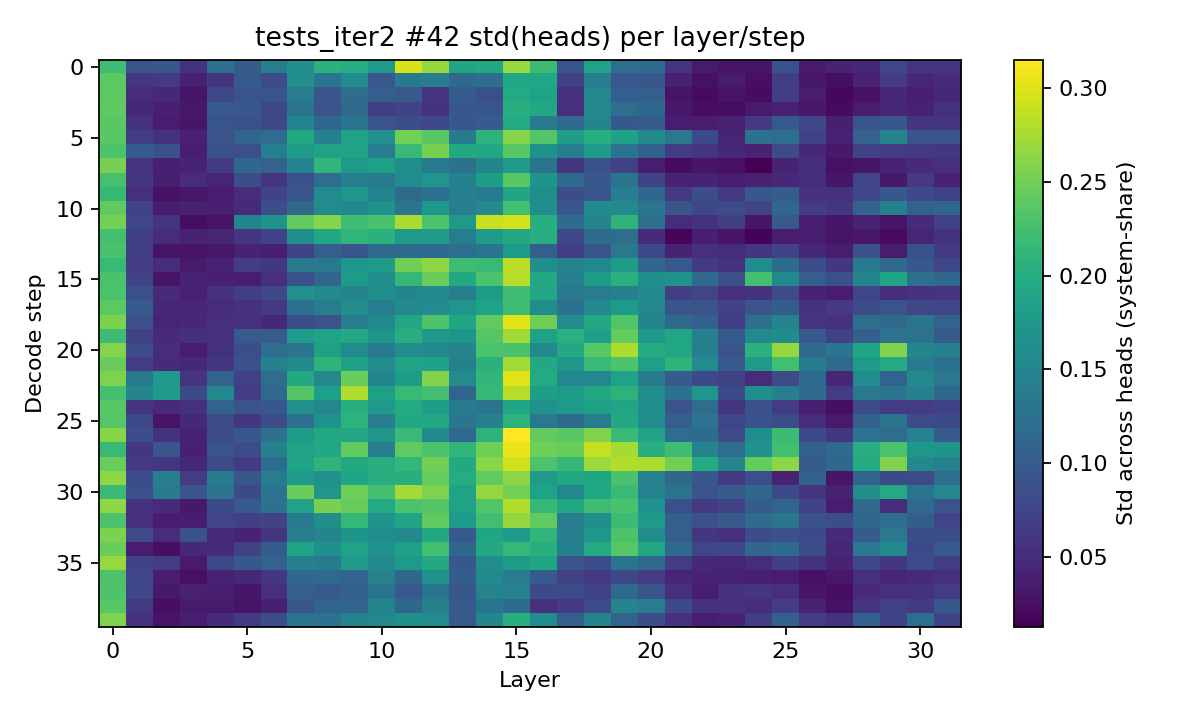 tests_iter2 #42 std(heads) per layer/step
0
5
10
15
20
25
30
35
Decode step
0 5 10 15 20 25 30
Layer
0.30
0.25
0.20
0.15
0.10
0.05
Std across heads (system-share)